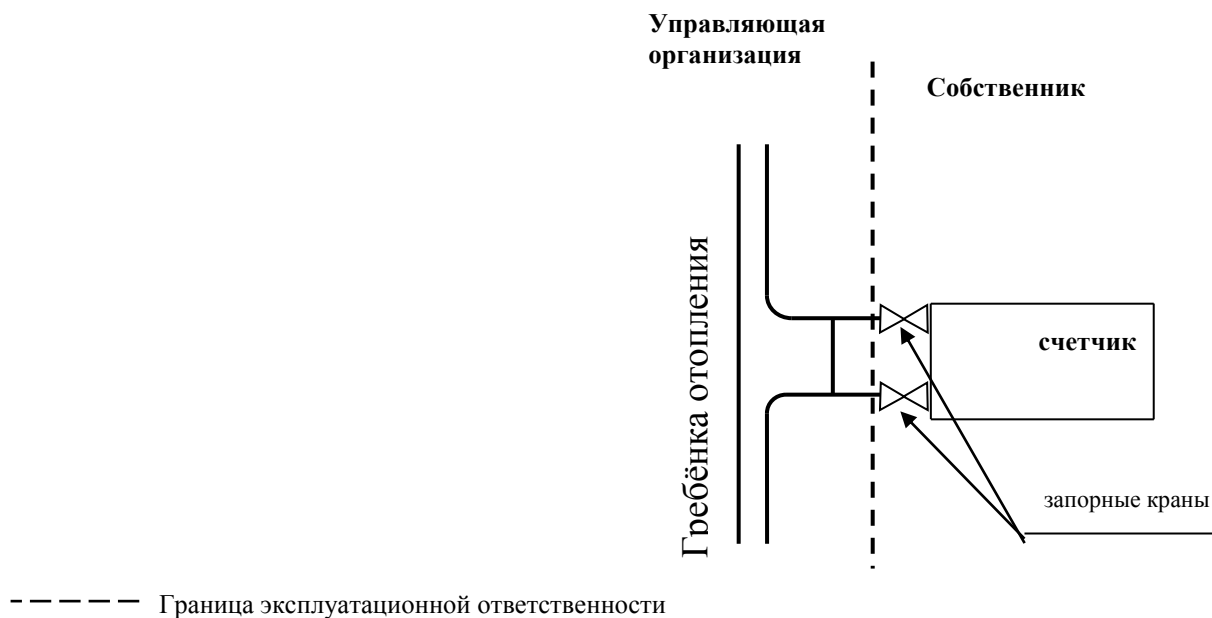 Управляющая
организация
Собственник
Гребёнка отопления
счетчик
запорные краны
Граница эксплуатационной ответственности